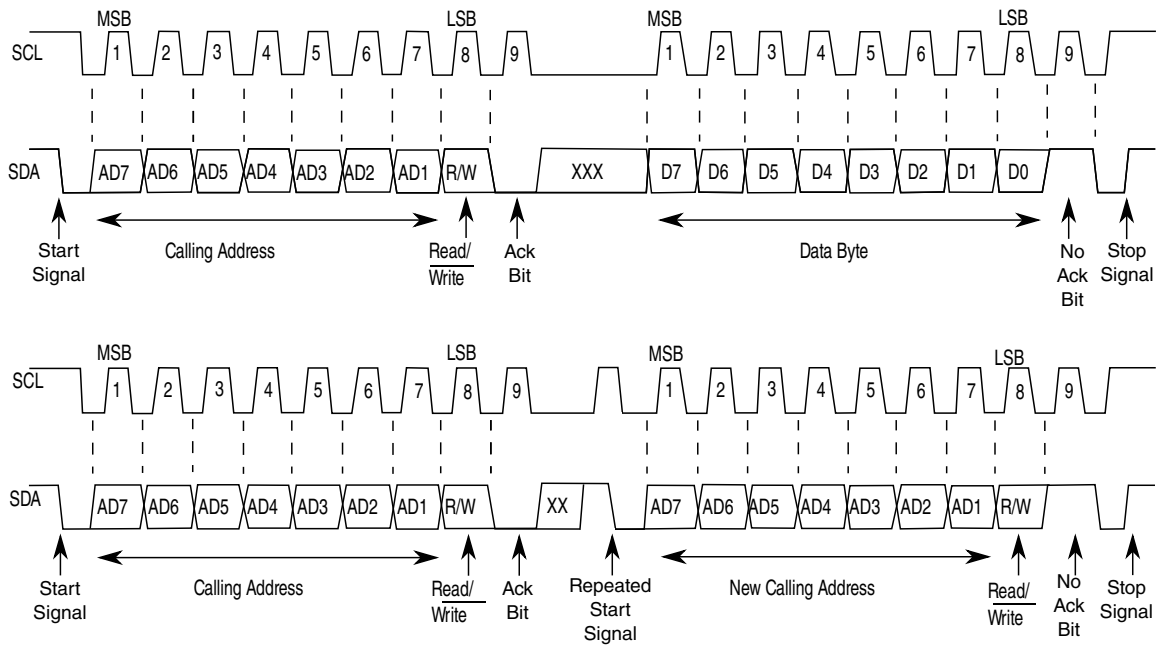 MSB LSB MSB LSB
SCL 1 2 3 4 5 6 7 8 9 1 2 3 4 5 6 7 8 9
SDA AD7 AD6 AD5 AD4 AD3 AD2 AD1 R/W XXX D7 D6 D5 D4 D3 D2 D1 D0
Start Calling Address Read/ Ack Data Byte No Stop
Signal Write Bit Ack Signal
Bit
MSB LSB MSB LSB
SCL 1 2 3 4 5 6 7 8 9 1 2 3 4 5 6 7 8 9
SDA AD7 AD6 AD5 AD4 AD3 AD2 AD1 R/W XX AD7 AD6 AD5 AD4 AD3 AD2 AD1 R/W
Start Calling Address Read/ Ack Repeated New Calling Address Read/ No Stop
Signal Write Bit Start Write Ack Signal
Signal Bit